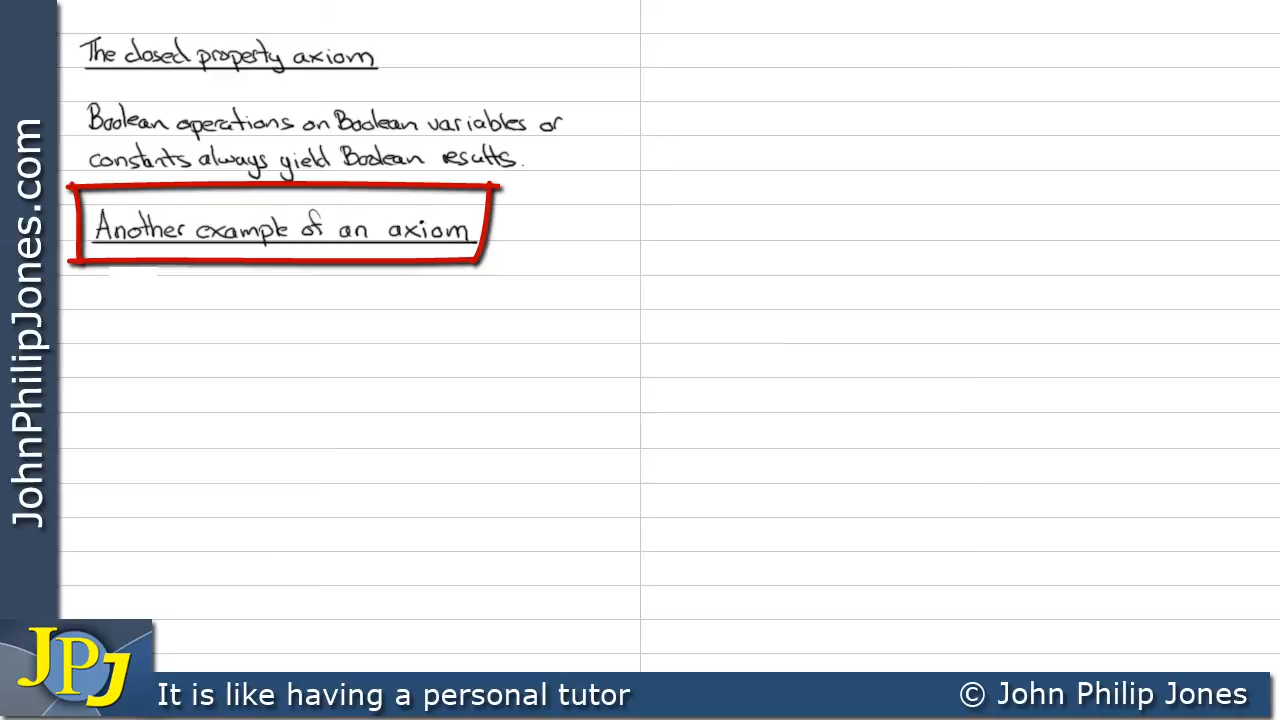 The closed property axiom
Boolean operations on Boolean variables or
constants always yield Boolean results.
Another example of an axiom
JohnPhilipJones.com
JPJ
It is like having a personal tutor
© John Philip Jones